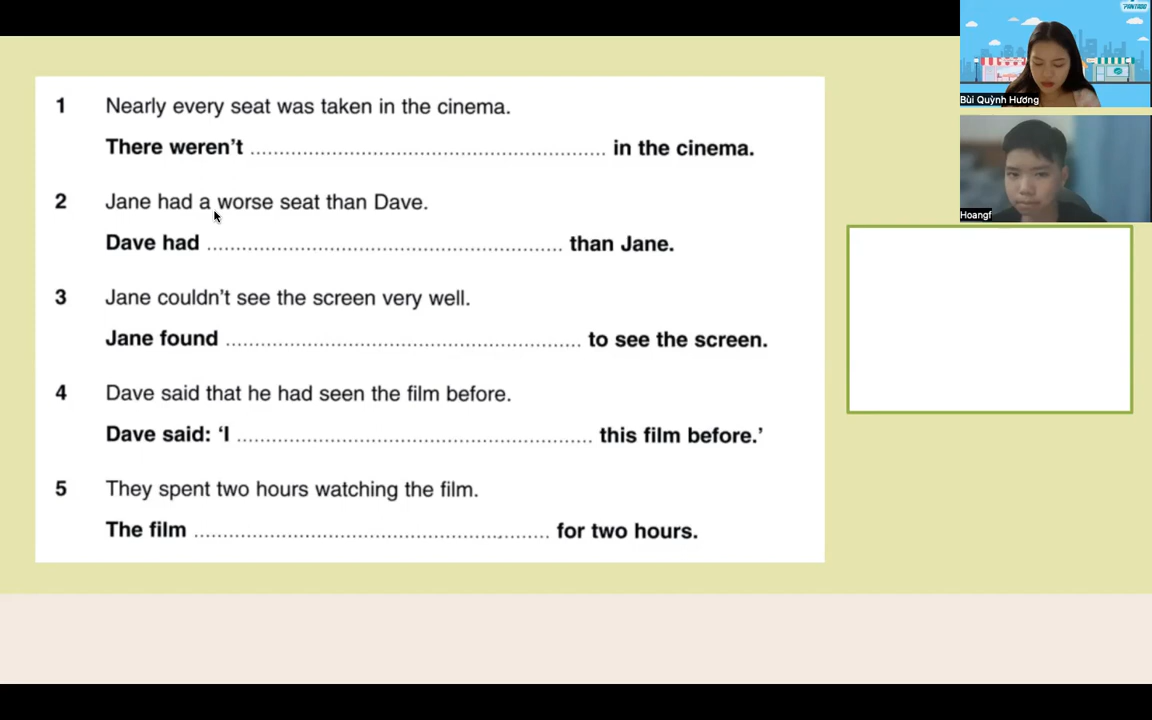 1 Nearly every seat was taken in the cinema.
There weren't ............................................................. in the cinema.
2 Jane had a worse seat than Dave.
Dave had ............................................................. than Jane.
3 Jane couldn't see the screen very well.
Jane found ............................................................. to see the screen.
4 Dave said that he had seen the film before.
Dave said: 'I ............................................................. this film before.'
5 They spent two hours watching the film.
The film ............................................................. for two hours.
PANTADO
Bùi Quỳnh Hương
Hoangf